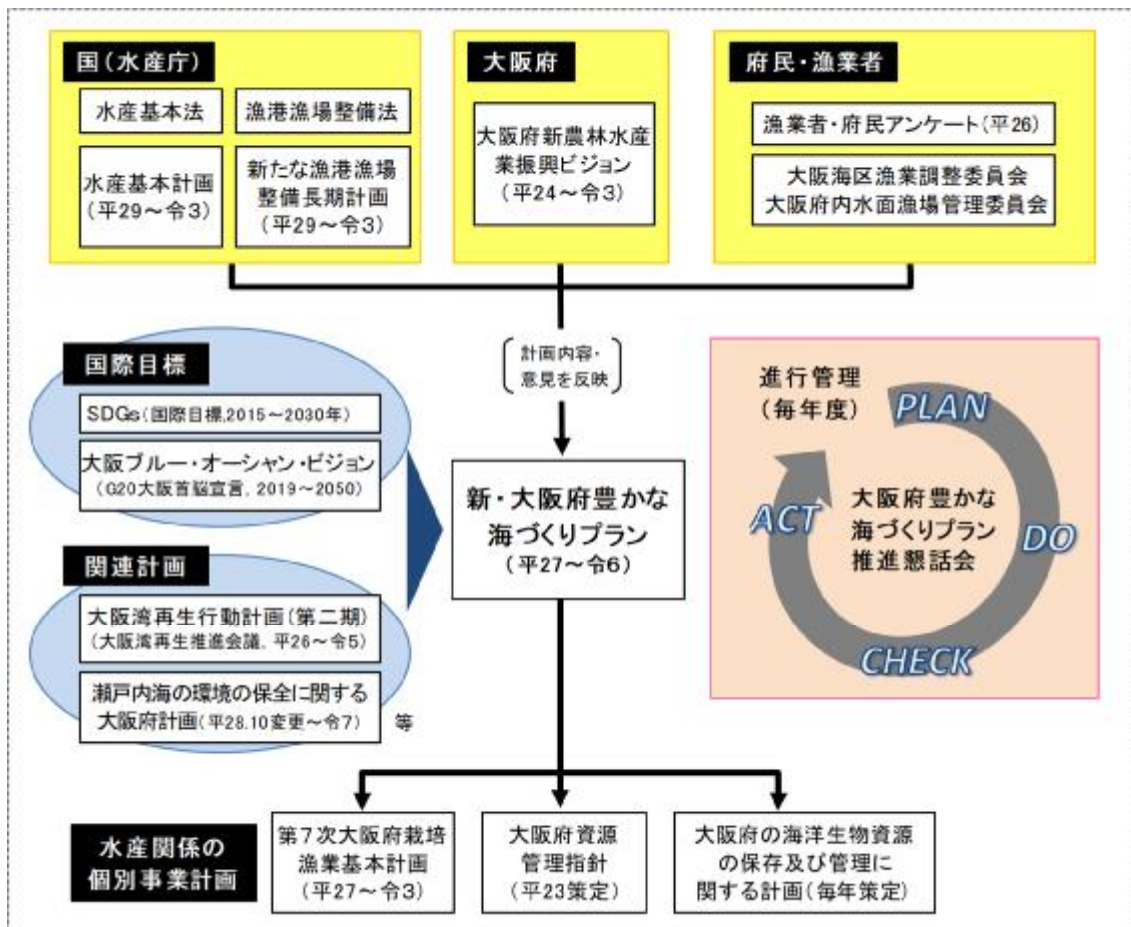 国(水産庁)
水産基本法
漁港漁場整備法
水産基本計画
(平29～令3)
新たな漁港漁場
整備長期計画
(平29～令3)
大阪府
大阪府新農林水産
業振興ビジョン
(平24～令3)
府民・漁業者
漁業者・府民アンケート(平26)
大阪海区漁業調整委員会
大阪府内水面漁場管理委員会
計画内容・
意見を反映
国際目標
SDGs(国際目標,2015～2030年)
大阪ブルー・オーシャン・ビジョン
(G20大阪首脳宣言, 2019～2050)
関連計画
大阪湾再生行動計画(第二期)
(大阪湾再生推進会議, 平26～令5)
瀬戸内海の環境の保全に関する
大阪府計画(平28.10変更～令7)
等
新・大阪府豊かな
海づくりプラン
(平27～令6)
進行管理
(毎年度)
PLAN
DO
CHECK
ACT
大阪府豊かな
海づくりプラン
推進懇話会
水産関係の
個別事業計画
第7次大阪府栽培
漁業基本計画
(平27～令3)
大阪府資源
管理指針
(平23策定)
大阪府の海洋生物資源
の保存及び管理に
関する計画(毎年策定)